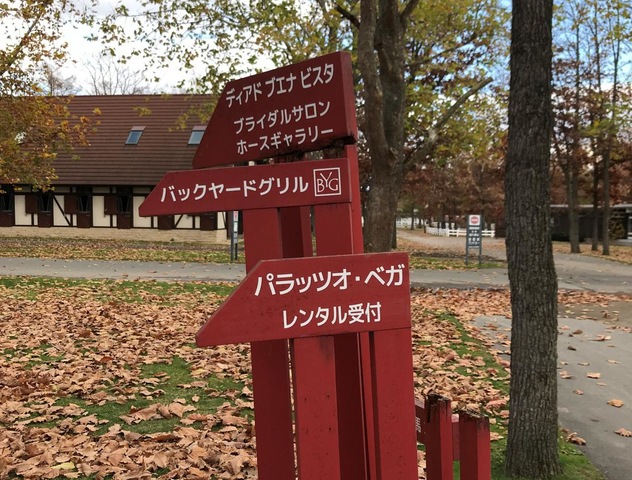 ディアド ブエナ ビスタ
ブライダルサロン
ホースギャラリー
バックヤードグリル BYG
パラッツオ・ベガ
レンタル受付